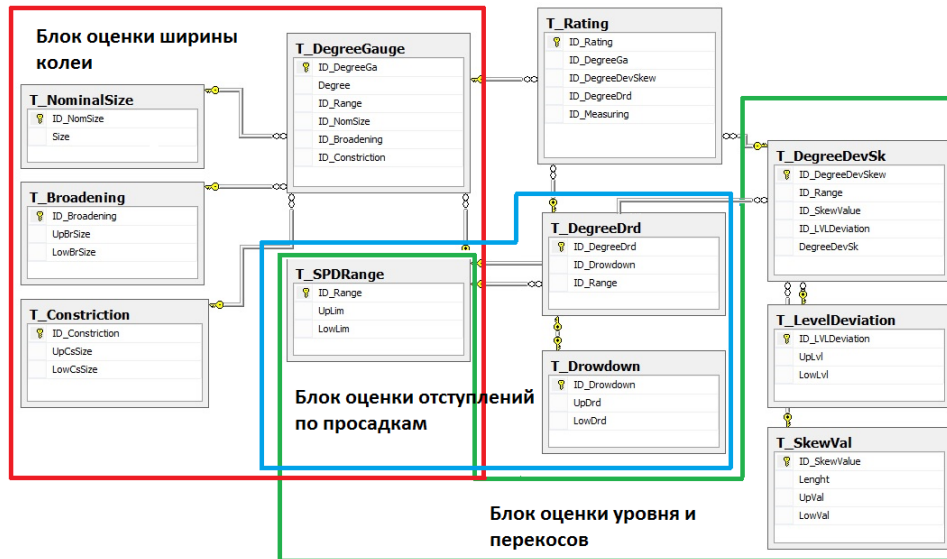 Блок оценки ширины
колеи
T_NominalSize
ID_NomSize
Size
T_Broadening
ID_Broadening
UpBrSize
LowBrSize
T_Constriction
ID_Constriction
UpCsSize
LowCsSize
T_DegreeGauge
ID_DegreeGa
Degree
ID_Range
ID_NomSize
ID_Broadening
ID_Constriction
T_SPDRange
ID_Range
UpLim
LowLim
Блок оценки отступлений
по просадкам
T_Rating
ID_Rating
ID_DegreeGa
ID_DegreeDevSkew
ID_DegreeDrd
ID_Measuring
T_DegreeDrd
ID_DegreeDrd
ID_Drowdown
ID_Range
T_Drowdown
ID_Drowdown
UpDrd
LowDrd
T_DegreeDevSk
ID_DegreeDevSkew
ID_Range
ID_SkewValue
ID_LVLDeviation
DegreeDevSk
T_LevelDeviation
ID_LVLDeviation
UpLvl
LowLvl
T_SkewVal
ID_SkewValue
Lenght
UpVal
LowVal
Блок оценки уровня и
перекосов